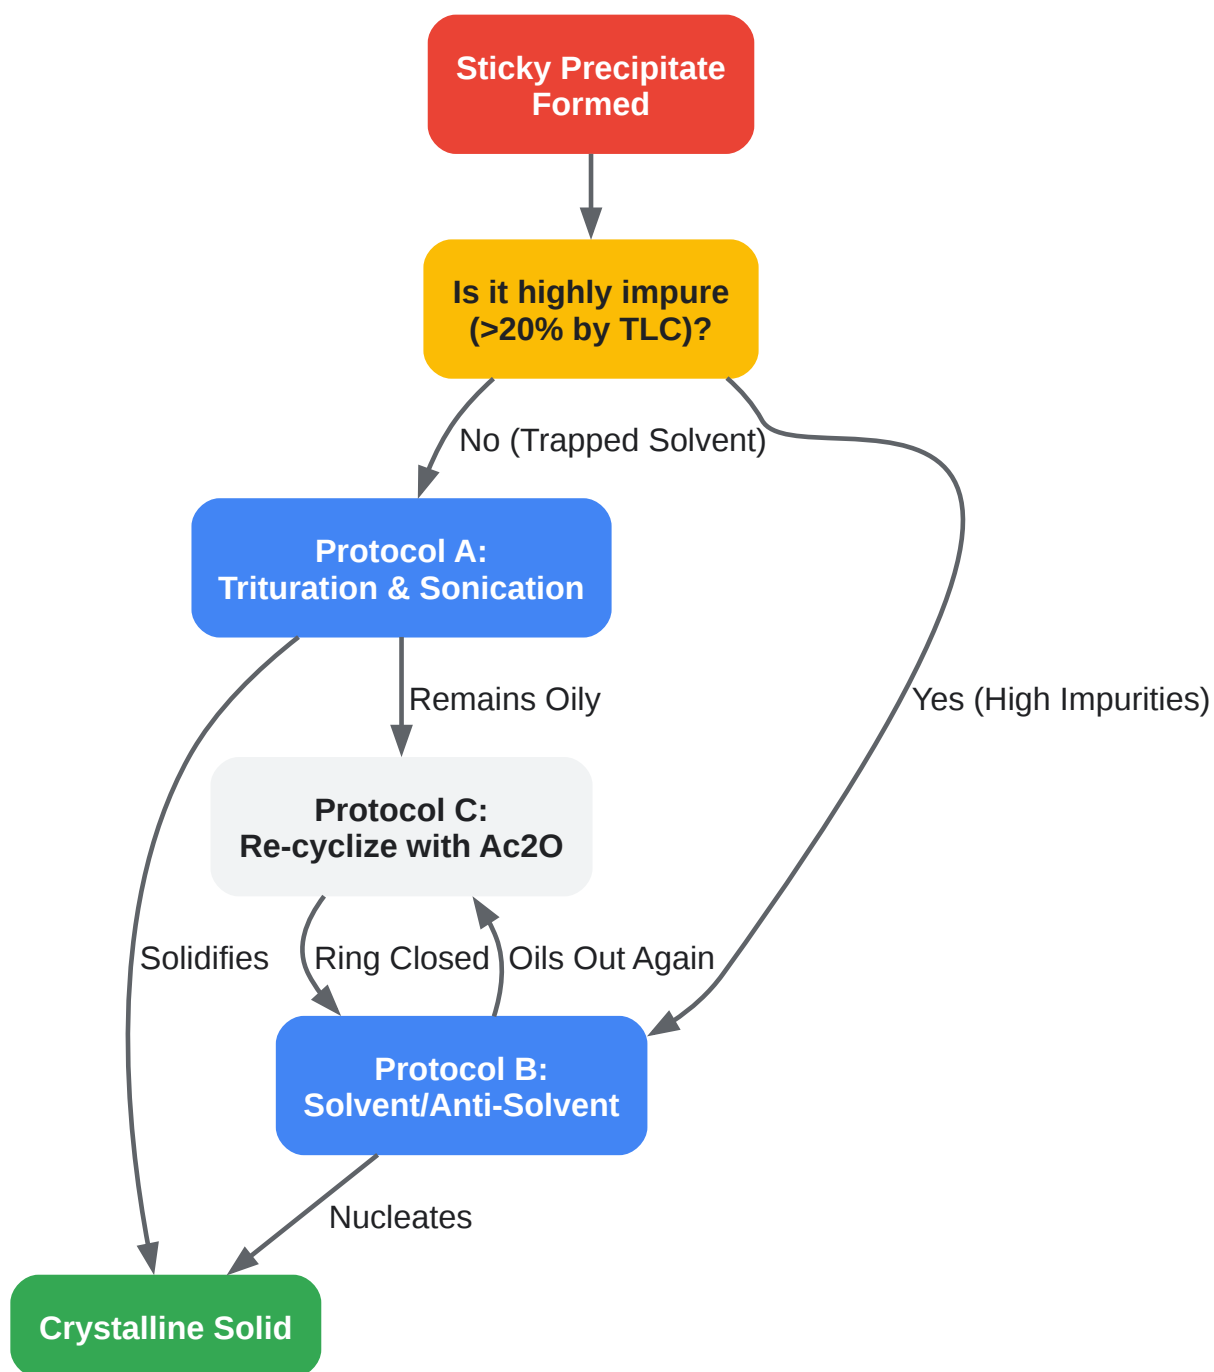 Sticky Precipitate
Formed
Is it highly impure
(>20% by TLC)?
No (Trapped Solvent)
Protocol A:
Trituration & Sonication
Remains Oily
Yes (High Impurities)
Protocol C:
Re-cyclize with Ac2O
Solidifies
Ring Closed
Oils Out Again
Protocol B:
Solvent/Anti-Solvent
Nucleates
Crystalline Solid